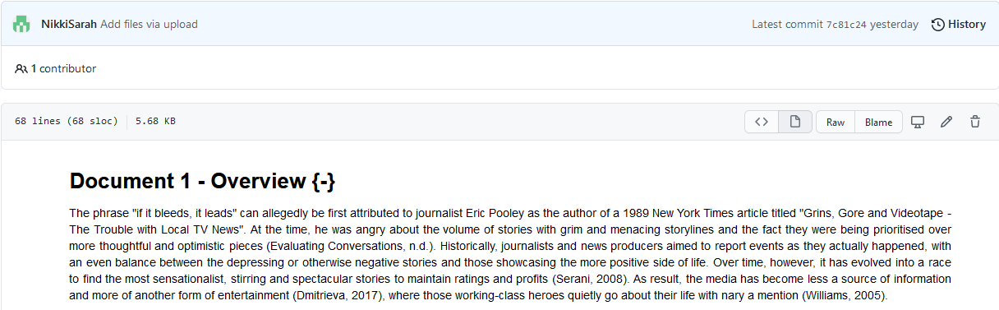 NikkiSarah Add files via upload Latest commit 7c81c24 yesterday History
1 contributor
68 lines (68 sloc) 5.68 KB Raw Blame
Document 1 - Overview {-}
The phrase "if it bleeds, it leads" can allegedly be first attributed to journalist Eric Pooley as the author of a 1989 New York Times article titled "Grins, Gore and Videotape -
The Trouble with Local TV News". At the time, he was angry about the volume of stories with grim and menacing storylines and the fact they were being prioritised over
more thoughtful and optimistic pieces (Evaluating Conversations, n.d.). Historically, journalists and news producers aimed to report events as they actually happened, with
an even balance between the depressing or otherwise negative stories and those showcasing the more positive side of life. Over time, however, it has evolved into a race
to find the most sensationalist, stirring and spectacular stories to maintain ratings and profits (Serani, 2008). As result, the media has become less a source of information
and more of another form of entertainment (Dmitrieva, 2017), where those working-class heroes quietly go about their life with nary a mention (Williams, 2005).